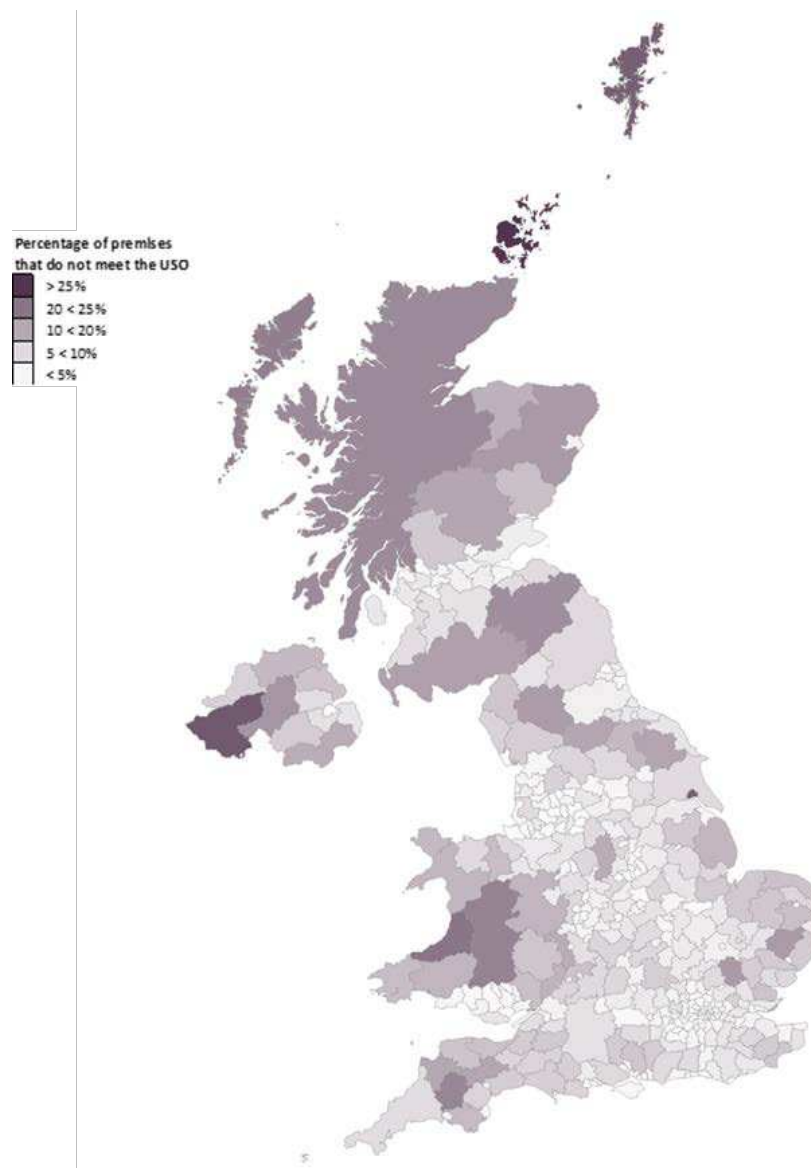 Percentage of premises
that do not meet the USO
> 25%
20 < 25%
10 < 20%
5 < 10%
< 5%